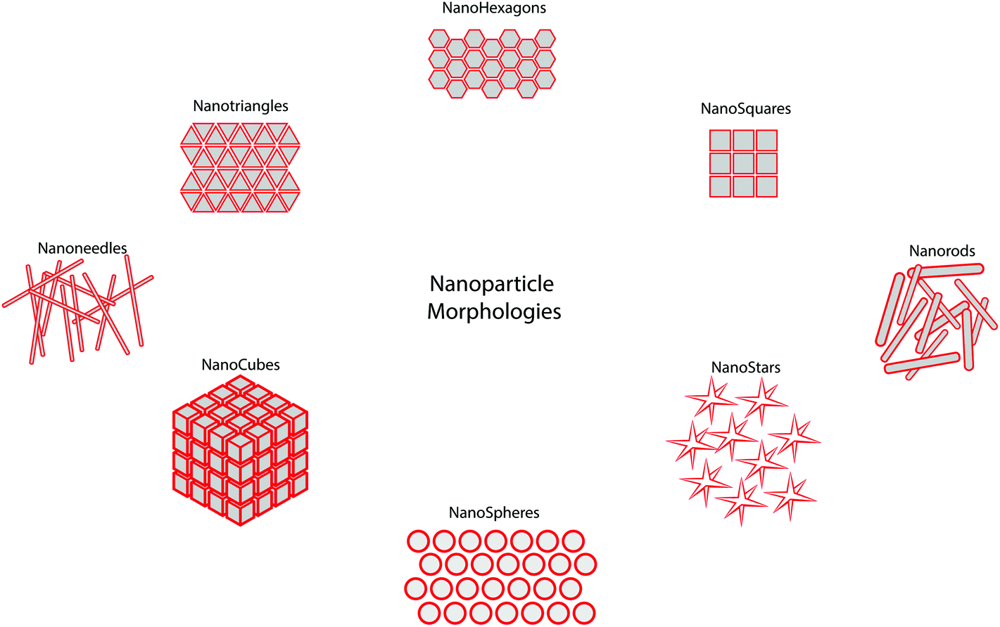 NanoHexagons
Nanotriangles
NanoSquares
Nanoneedles
Nanorods
Nanoparticle
Morphologies
NanoCubes
NanoStars
NanoSpheres